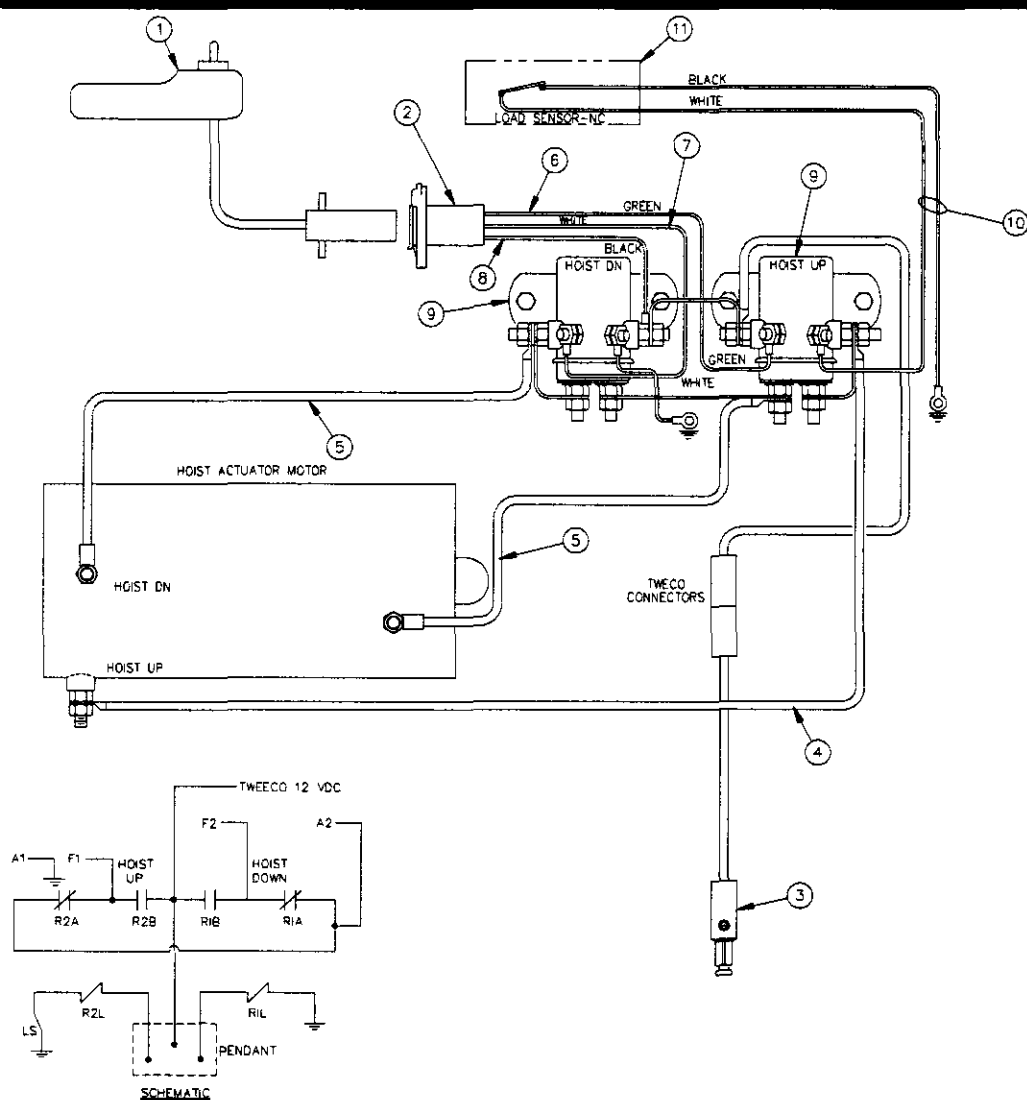 1
11
BLACK
WHITE
LOAD SENSOR-NC
2
6
7
9
GREEN
WHITE
10
BLACK
8
HOIST DN
HOIST UP
9
GREEN
WHITE
5
HOIST ACTUATOR MOTOR
5
HOIST DN
TWECO
CONNECTORS
HOIST UP
4
TWEECO 12 VDC
F2
A2
A1
F1
HOIST
UP
HOIST
DOWN
R2A
R2B
R1B
R1A
3
LS
R2L
R1L
PENDANT
SCHEMATIC